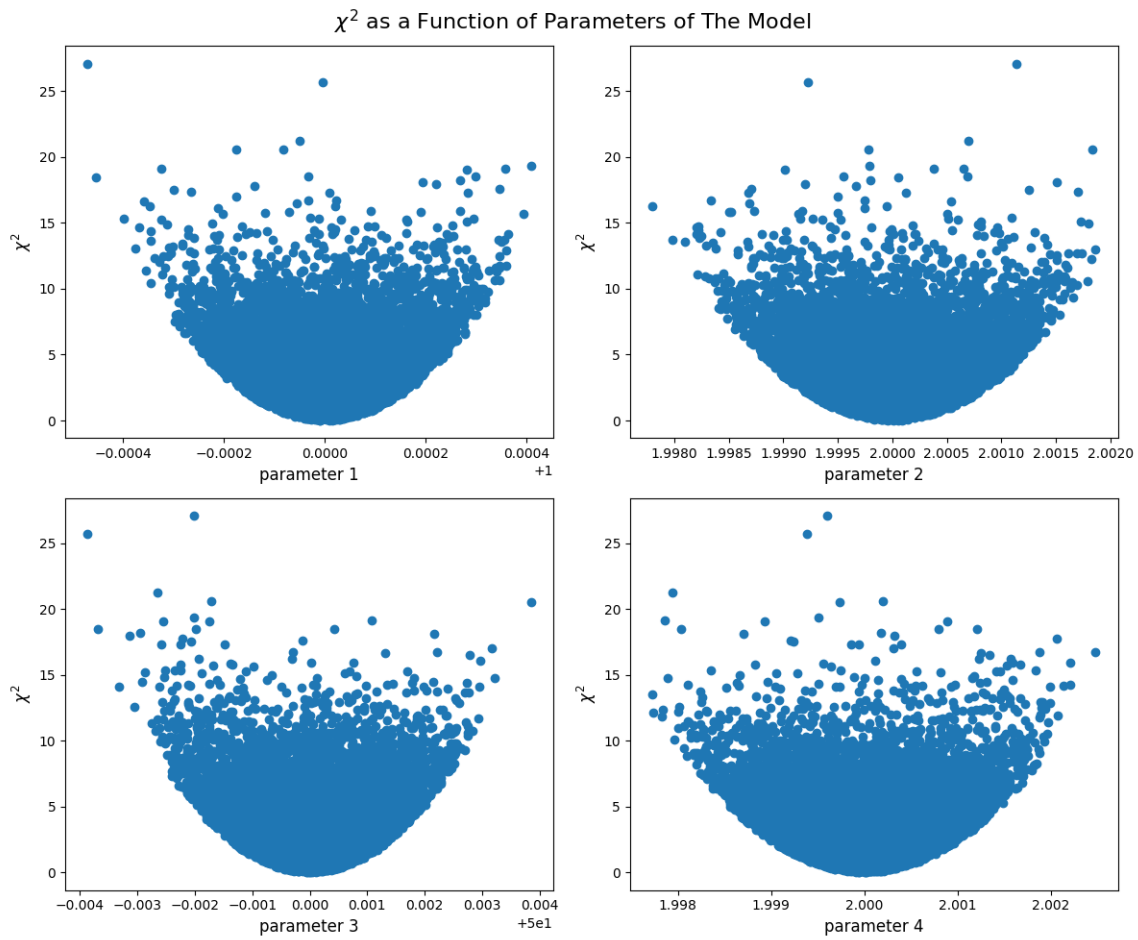 χ² as a Function of Parameters of The Model
χ²
25
20
15
10
5
0
−0.0004 −0.0002 0.0000 0.0002 0.0004
+1
parameter 1
χ²
25
20
15
10
5
0
1.9980 1.9985 1.9990 1.9995 2.0000 2.0005 2.0010 2.0015 2.0020
parameter 2
χ²
25
20
15
10
5
0
−0.004 −0.003 −0.002 −0.001 0.000 0.001 0.002 0.003 0.004
+5e1
parameter 3
χ²
25
20
15
10
5
0
1.998 1.999 2.000 2.001 2.002
parameter 4